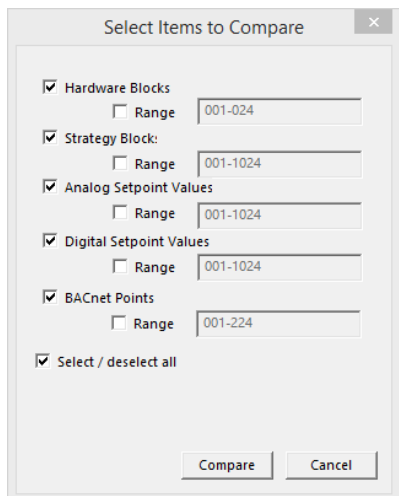 Select Items to Compare
Hardware Blocks
Range 001-024
Strategy Blocks
Range 001-1024
Analog Setpoint Values
Range 001-1024
Digital Setpoint Values
Range 001-1024
BACnet Points
Range 001-224
Select / deselect all
Compare Cancel